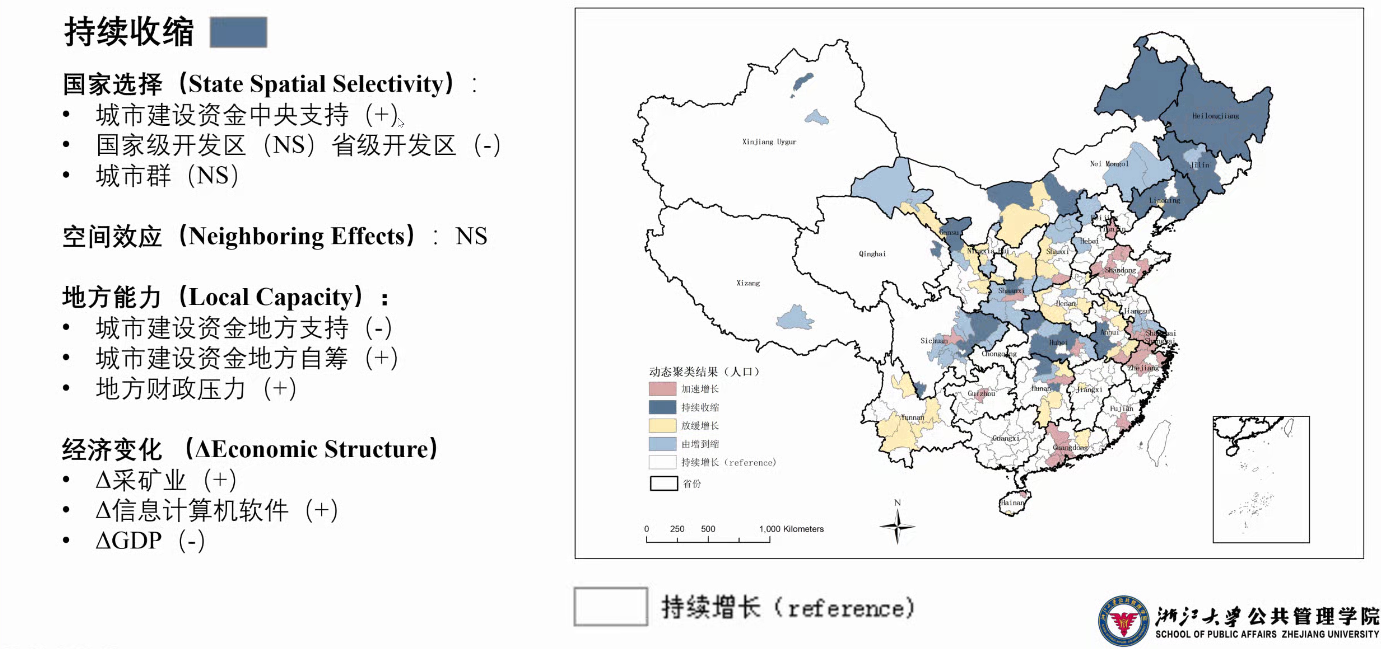 持续收缩
国家选择（State Spatial Selectivity）:
• 城市建设资金中央支持（+）
• 国家级开发区（NS）省级开发区（-）
• 城市群（NS）
空间效应（Neighboring Effects）: NS
地方能力（Local Capacity）:
• 城市建设资金地方支持（-）
• 城市建设资金地方自筹（+）
• 地方财政压力（+）
经济变化 （ΔEconomic Structure）
• Δ采矿业（+）
• Δ信息计算机软件（+）
• ΔGDP（-）
Heilongjiang
Xinjiang Uygur
Nei Mongol
Jilin
Liaoning
Gansu
Hebei
Qinghai
Shanxi
Shandong
Xizang
Shaanxi
Henan
Jiangsu
Anhui
Shanghai
Sichuan
Hubei
Chongqing
Zhejiang
Hunan
Jiangxi
Guizhou
Fujian
Yunnan
Guangxi
Guangdong
Hainan
动态聚类结果（人口）
加速增长
持续收缩
放缓增长
由增到缩
持续增长（reference）
省份
N
0 250 500 1,000 Kilometers
持续增长（reference）
浙江大学公共管理学院
SCHOOL OF PUBLIC AFFAIRS ZHEJIANG UNIVERSITY